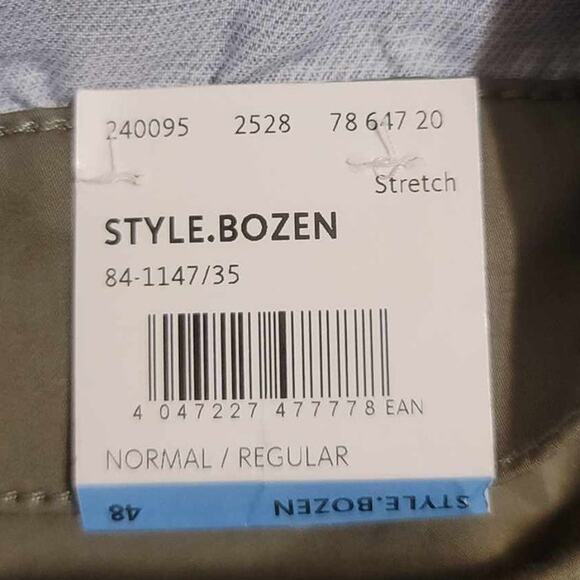 240095 2528 78 647 20
Stretch
STYLE.BOZEN
84-1147/35
4 047227 477778 EAN
NORMAL / REGULAR
STYLE.BOZEN 48